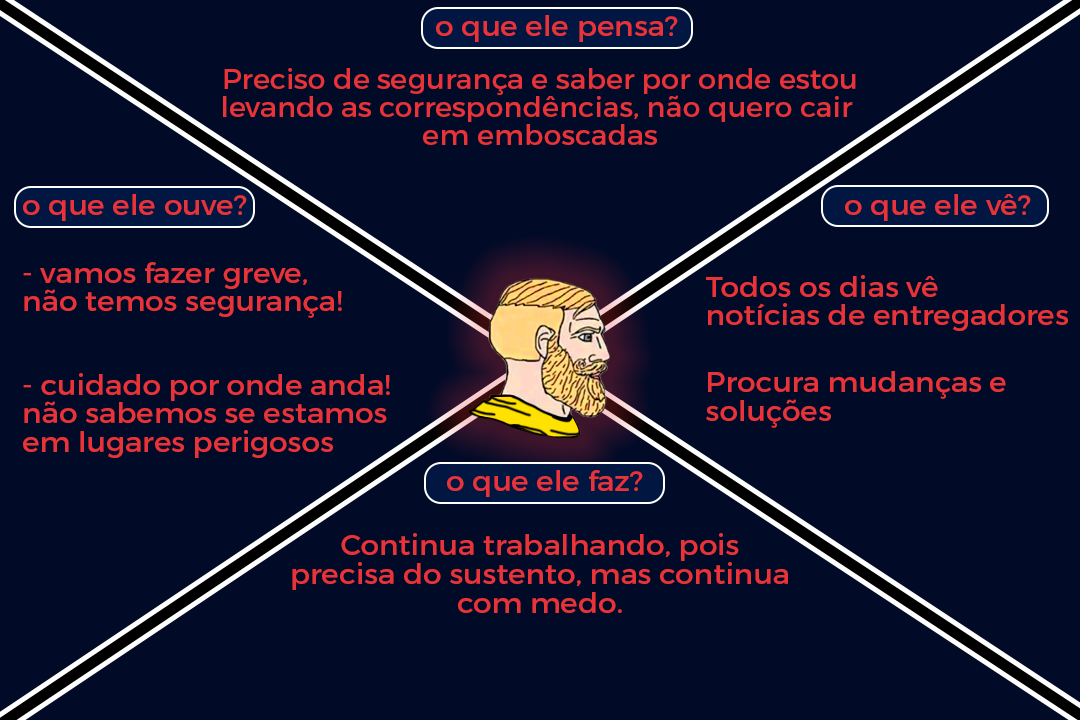 o que ele pensa?
Preciso de segurança e saber por onde estou
levando as correspondências, não quero cair
em emboscadas
o que ele ouve?
- vamos fazer greve,
não temos segurança!
- cuidado por onde anda!
não sabemos se estamos
em lugares perigosos
o que ele vê?
Todos os dias vê
notícias de entregadores
Procura mudanças e
soluções
o que ele faz?
Continua trabalhando, pois
precisa do sustento, mas continua
com medo.